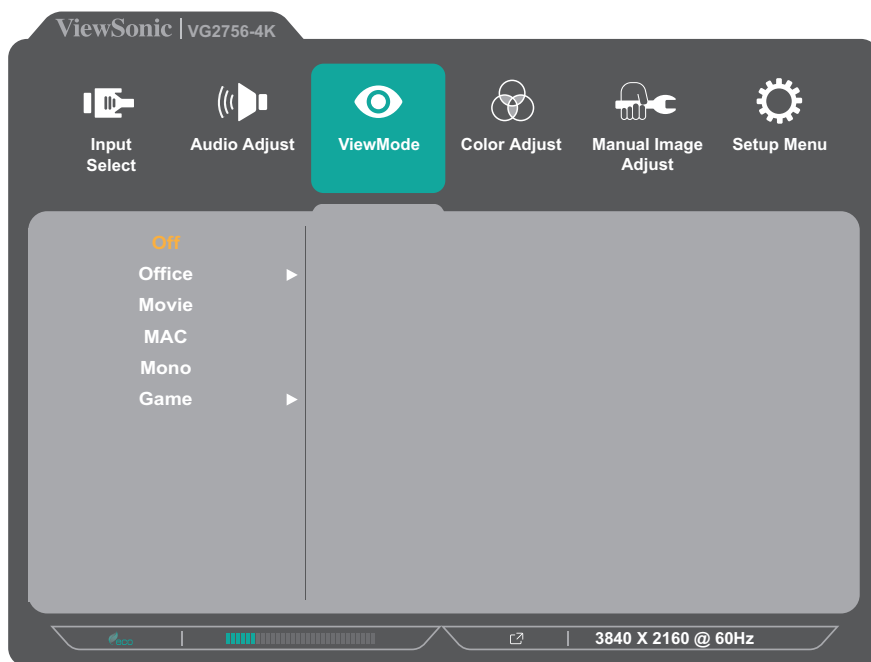 ViewSonic | VG2756-4K
Input Select
Audio Adjust
ViewMode
Color Adjust
Manual Image Adjust
Setup Menu
Off
Office
Movie
MAC
Mono
Game
eco
3840 X 2160 @ 60Hz